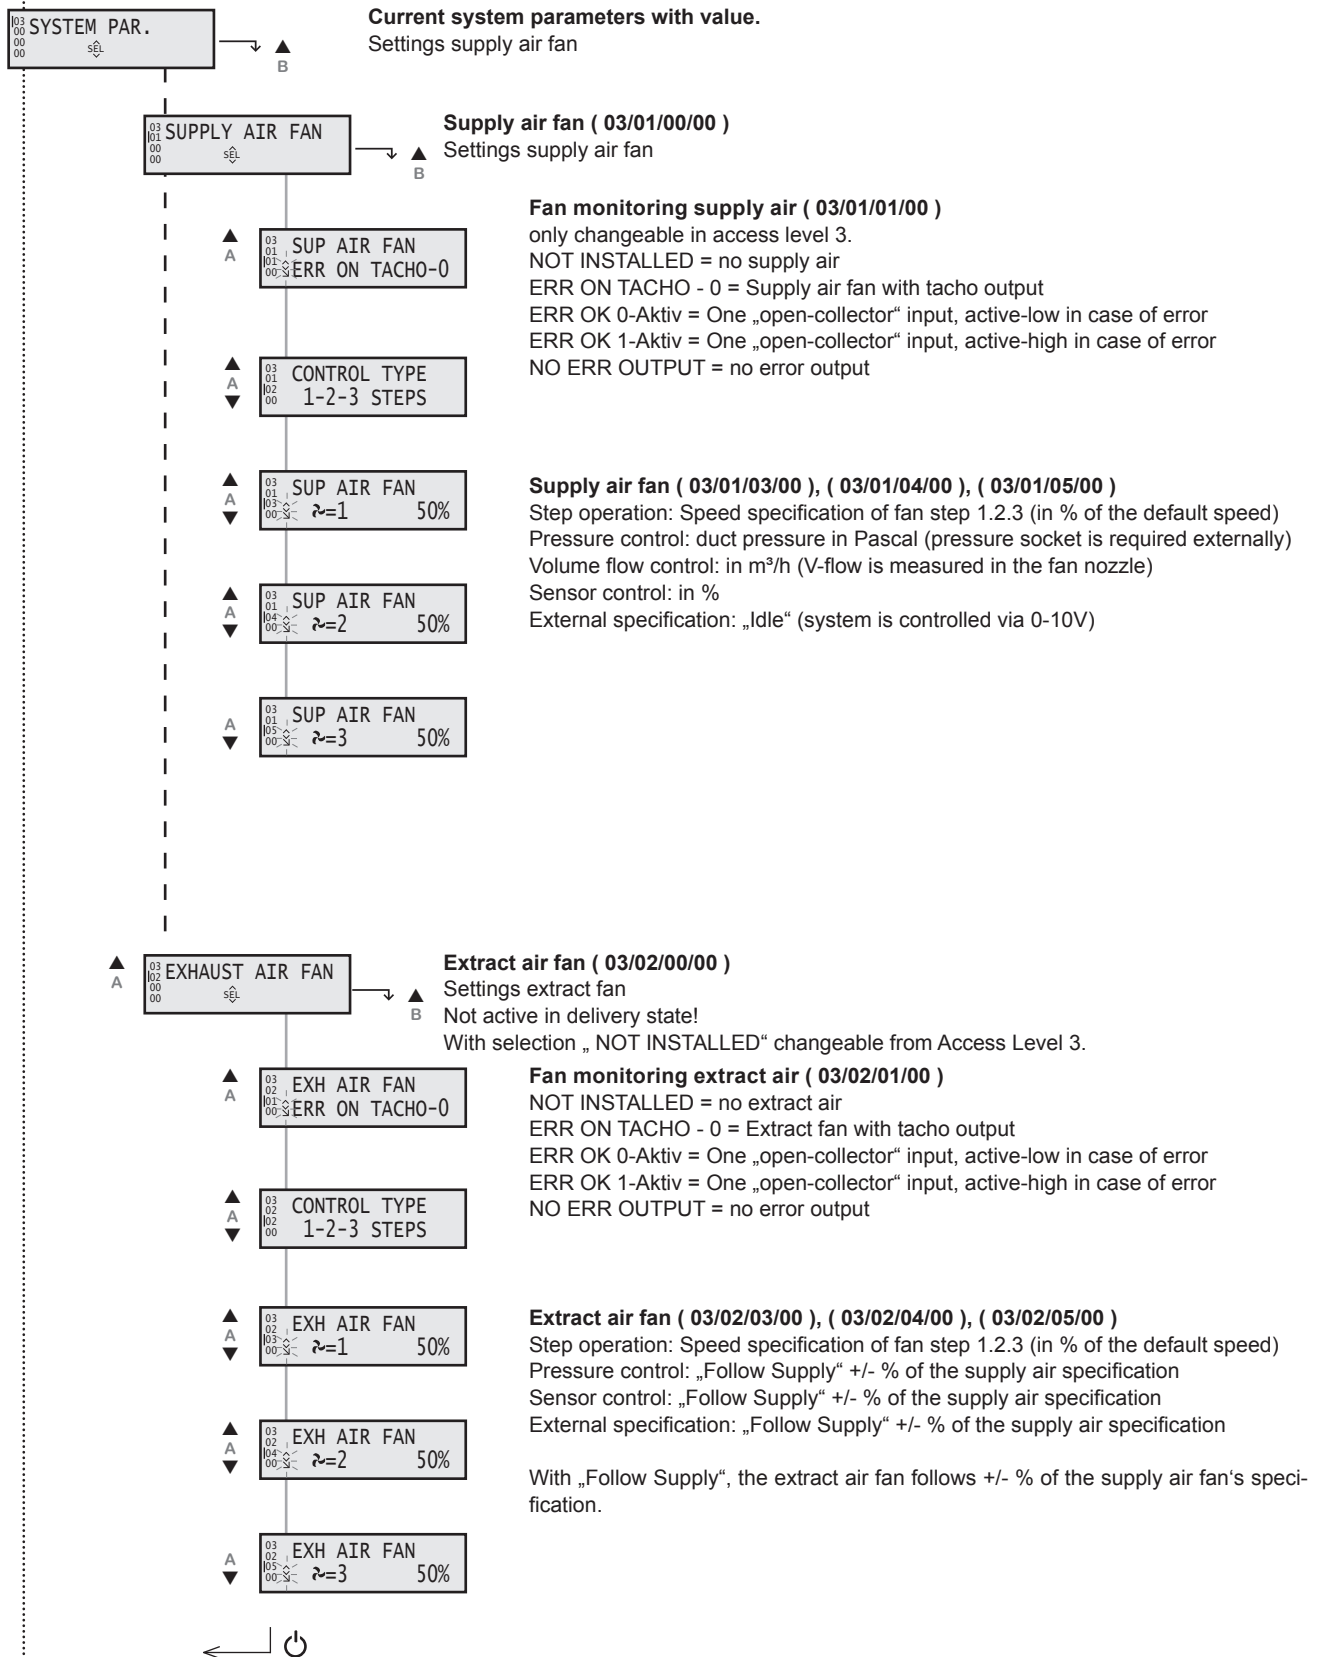 03
00
00
00
SYSTEM PAR.
SEL
B
Current system parameters with value.
Settings supply air fan
03
01
00
00
SUPPLY AIR FAN
SEL
B
Supply air fan ( 03/01/00/00 )
Settings supply air fan
A
03
01
01
00
SUP AIR FAN
ERR ON TACHO-0
Fan monitoring supply air ( 03/01/01/00 )
only changeable in access level 3.
NOT INSTALLED = no supply air
ERR ON TACHO - 0 = Supply air fan with tacho output
ERR OK 0-Aktiv = One „open-collector“ input, active-low in case of error
ERR OK 1-Aktiv = One „open-collector“ input, active-high in case of error
NO ERR OUTPUT = no error output
A
03
01
02
00
CONTROL TYPE
1-2-3 STEPS
A
03
01
03
00
SUP AIR FAN
=1 50%
Supply air fan ( 03/01/03/00 ), ( 03/01/04/00 ), ( 03/01/05/00 )
Step operation: Speed specification of fan step 1.2.3 (in % of the default speed)
Pressure control: duct pressure in Pascal (pressure socket is required externally)
Volume flow control: in m³/h (V-flow is measured in the fan nozzle)
Sensor control: in %
External specification: „Idle“ (system is controlled via 0-10V)
A
03
01
04
00
SUP AIR FAN
=2 50%
A
03
01
05
00
SUP AIR FAN
=3 50%
A
03
02
00
00
EXHAUST AIR FAN
SEL
B
Extract air fan ( 03/02/00/00 )
Settings extract fan
Not active in delivery state!
With selection „ NOT INSTALLED“ changeable from Access Level 3.
A
03
02
01
00
EXH AIR FAN
ERR ON TACHO-0
Fan monitoring extract air ( 03/02/01/00 )
NOT INSTALLED = no extract air
ERR ON TACHO - 0 = Extract fan with tacho output
ERR OK 0-Aktiv = One „open-collector“ input, active-low in case of error
ERR OK 1-Aktiv = One „open-collector“ input, active-high in case of error
NO ERR OUTPUT = no error output
A
03
02
02
00
CONTROL TYPE
1-2-3 STEPS
A
03
02
03
00
EXH AIR FAN
=1 50%
Extract air fan ( 03/02/03/00 ), ( 03/02/04/00 ), ( 03/02/05/00 )
Step operation: Speed specification of fan step 1.2.3 (in % of the default speed)
Pressure control: „Follow Supply“ +/- % of the supply air specification
Sensor control: „Follow Supply“ +/- % of the supply air specification
External specification: „Follow Supply“ +/- % of the supply air specification
A
03
02
04
00
EXH AIR FAN
=2 50%
With „Follow Supply“, the extract air fan follows +/- % of the supply air fan‘s speci-
fication.
A
03
02
05
00
EXH AIR FAN
=3 50%